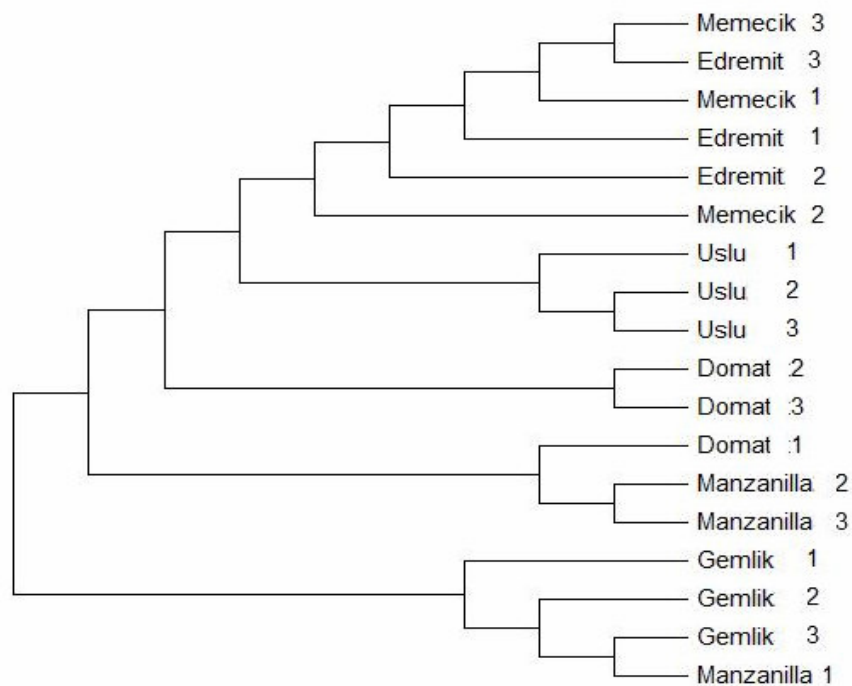 Memecik 3
Edremit 3
Memecik 1
Edremit 1
Edremit 2
Memecik 2
Uslu 1
Uslu 2
Uslu 3
Domat :2
Domat :3
Domat :1
Manzanilla 2
Manzanilla 3
Gemlik 1
Gemlik 2
Gemlik 3
Manzanilla 1